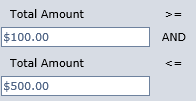 Total Amount >=
$100.00 AND
Total Amount <=
$500.00